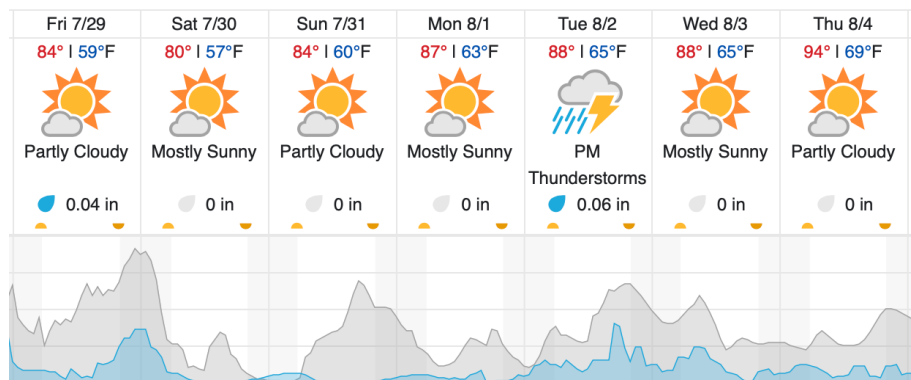 Fri 7/29 Sat 7/30 Sun 7/31 Mon 8/1 Tue 8/2 Wed 8/3 Thu 8/4
84° | 59°F 80° | 57°F 84° | 60°F 87° | 63°F 88° | 65°F 88° | 65°F 94° | 69°F
Partly Cloudy Mostly Sunny Partly Cloudy Mostly Sunny PM Mostly Sunny Partly Cloudy
Thunderstorms
0.04 in 0 in 0 in 0 in 0.06 in 0 in 0 in